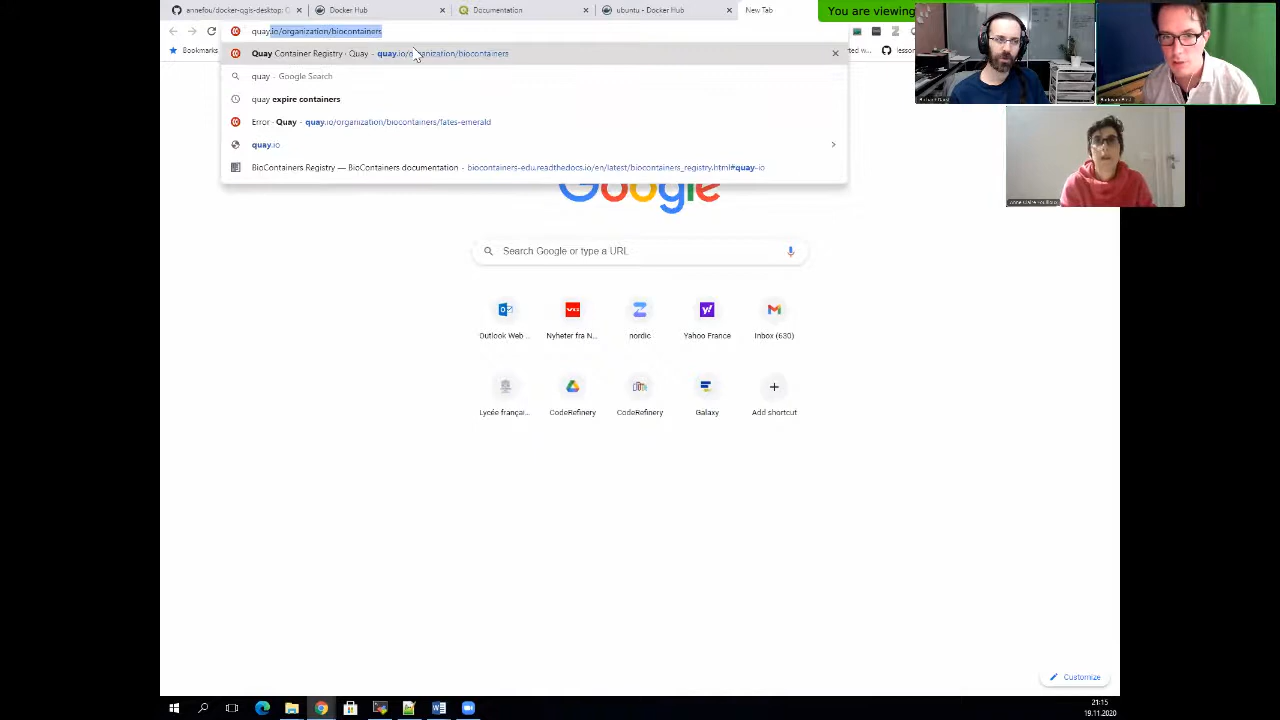 annefou/docker-qgis-desktop: C
Docker Hub
Documentation
ubuntu - Docker Hub
New Tab
You are viewing
quay.io/organization/biocontainers
Bookmarks
lesson
Quay Container Registry · Quay - quay.io/organization/biocontainers
quay - Google Search
quay expire containers
Error · Quay - quay.io/organization/biocontainers/fates-emerald
quay.io
BioContainers Registry — BioContainers documentation - biocontainers-edu.readthedocs.io/en/latest/biocontainers_registry.html#quay-io
Google
Search Google or type a URL
Outlook Web ...
Nyheter fra N...
nordic
Yahoo France
Inbox (630)
Lycée françai...
CodeRefinery
CodeRefinery
Galaxy
Add shortcut
Customize
21:15
19.11.2020